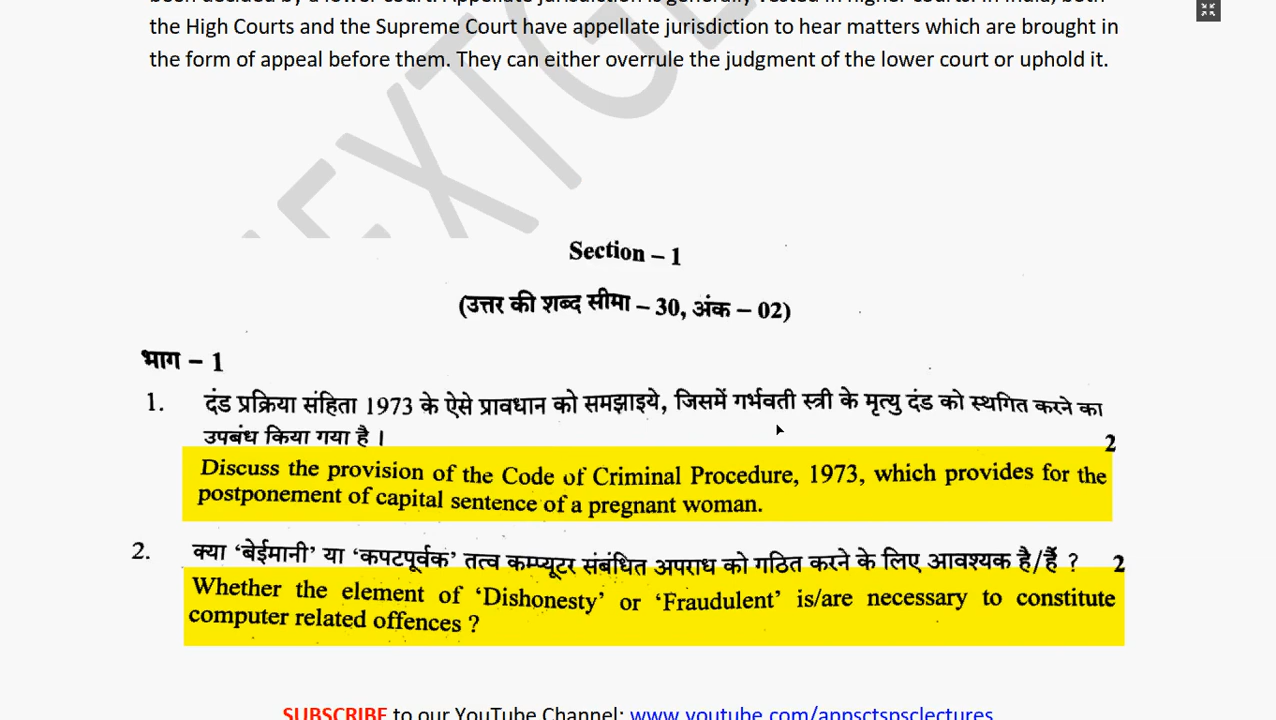 the High Courts and the Supreme Court have appellate jurisdiction to hear matters which are brought in
the form of appeal before them. They can either overrule the judgment of the lower court or uphold it.
Section – 1
(उत्तर की शब्द सीमा – 30, अंक – 02)
भाग – 1
1. दंड प्रक्रिया संहिता 1973 के ऐसे प्रावधान को समझाइये, जिसमें गर्भवती स्त्री के मृत्यु दंड को स्थगित करने का
उपबंध किया गया है । 2
Discuss the provision of the Code of Criminal Procedure, 1973, which provides for the
postponement of capital sentence of a pregnant woman.
2. क्या ‘बेईमानी’ या ‘कपटपूर्वक’ तत्व कम्प्यूटर संबंधित अपराध को गठित करने के लिए आवश्यक है/हैं ? 2
Whether the element of ‘Dishonesty’ or ‘Fraudulent’ is/are necessary to constitute
computer related offences ?
SUBSCRIBE to our YouTube Channel: www.youtube.com/appsctspsclectures